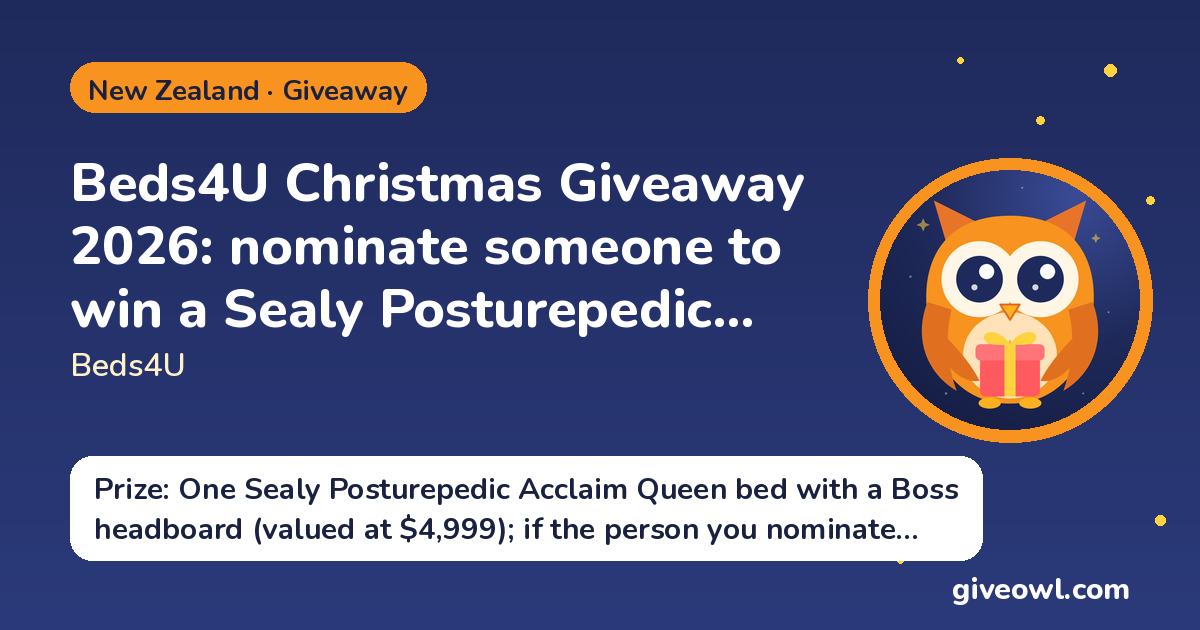 New Zealand · Giveaway
Beds4U Christmas Giveaway
2026: nominate someone to
win a Sealy Posturepedic...
Beds4U
Prize: One Sealy Posturepedic Acclaim Queen bed with a Boss
headboard (valued at $4,999); if the person you nominate...
giveowl.com